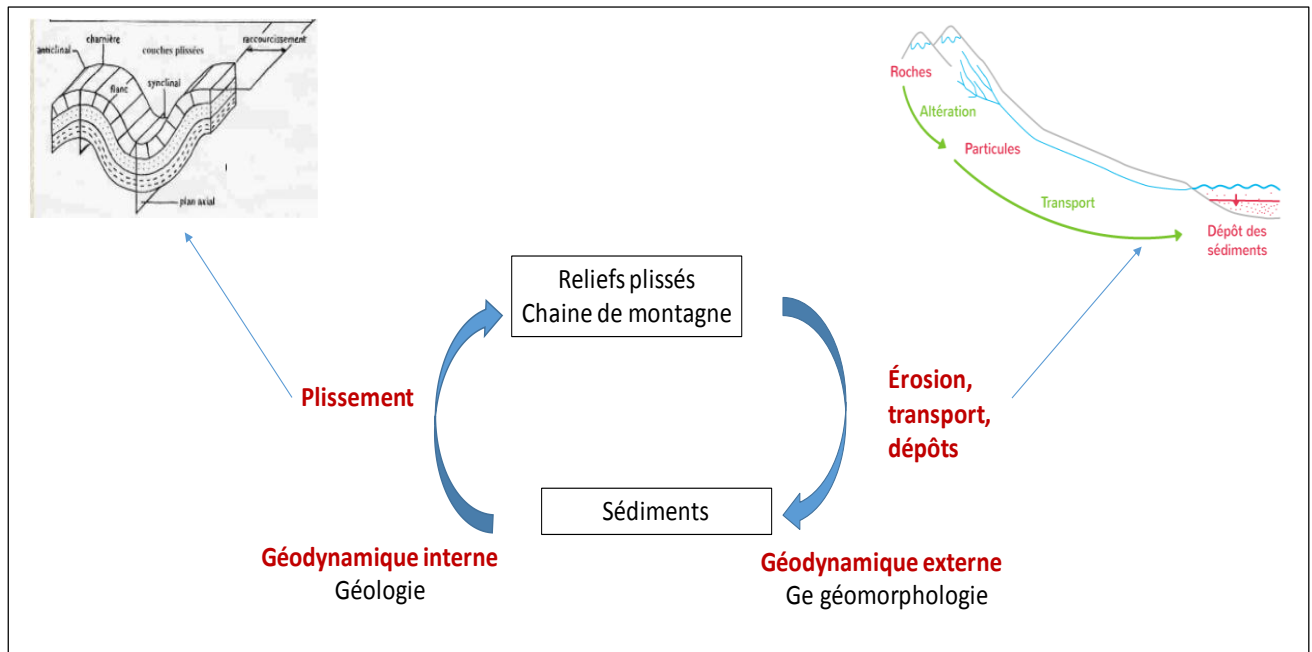 charnière
anticlinal
couches plissées
raccourcissement
flanc
synclinal
plan axial
Roches
Altération
Particules
Transport
Dépôt des
sédiments
Reliefs plissés
Chaine de montagne
Plissement
Érosion,
transport,
dépôts
Sédiments
Géodynamique interne
Géologie
Géodynamique externe
Ge géomorphologie